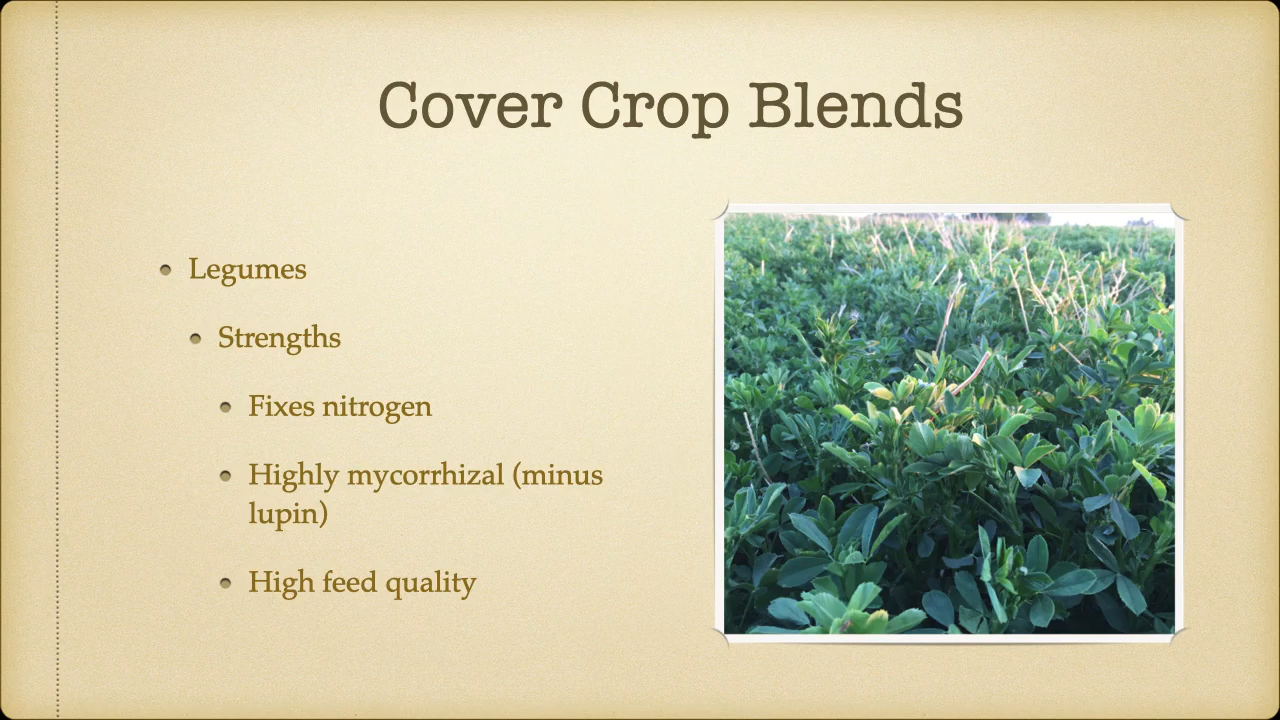 Cover Crop Blends
Legumes
Strengths
Fixes nitrogen
Highly mycorrhizal (minus
lupin)
High feed quality